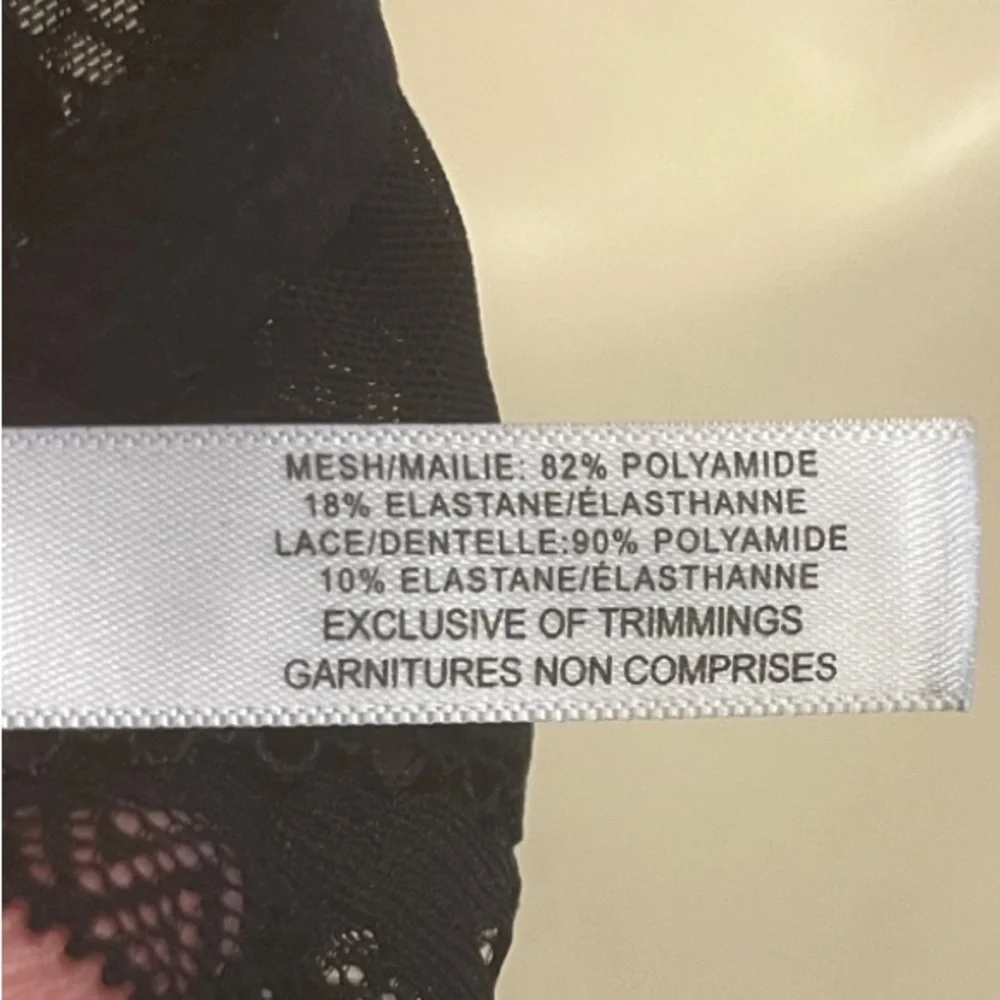 MESH/MAILIE: 82% POLYAMIDE
18% ELASTANE/ÉLASTHANNE
LACE/DENTELLE:90% POLYAMIDE
10% ELASTANE/ÉLASTHANNE
EXCLUSIVE OF TRIMMINGS
GARNITURES NON COMPRISES